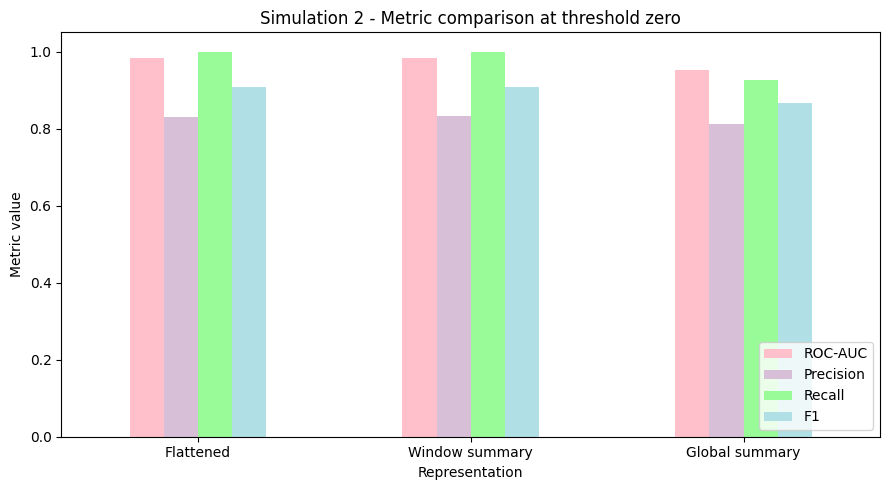 Simulation 2 - Metric comparison at threshold zero
Metric value
1.0
0.8
0.6
0.4
0.2
0.0
Flattened
Window summary
Global summary
Representation
ROC-AUC
Precision
Recall
F1